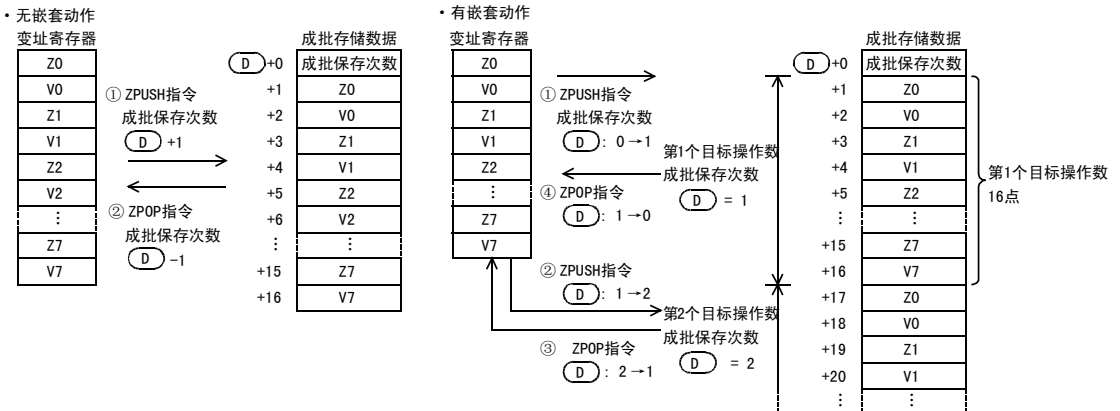 ・无嵌套动作
变址寄存器
Z0
V0
Z1
V1
Z2
V2
⋮
Z7
V7
① ZPUSH指令
成批保存次数
D +1
② ZPOP指令
成批保存次数
D -1
成批存储数据
D +0 成批保存次数
+1 Z0
+2 V0
+3 Z1
+4 V1
+5 Z2
+6 V2
⋮ ⋮
+15 Z7
+16 V7
・有嵌套动作
变址寄存器
Z0
V0
Z1
V1
Z2
⋮
Z7
V7
① ZPUSH指令
成批保存次数
D : 0→1
④ ZPOP指令
D : 1→0
第1个目标操作数
成批保存次数
D = 1
② ZPUSH指令
D : 1→2
③ ZPOP指令
D : 2→1
第2个目标操作数
成批保存次数
D = 2
成批存储数据
D +0 成批保存次数
+1 Z0
+2 V0
+3 Z1
+4 V1
+5 Z2
⋮ ⋮
+15 Z7
+16 V7
+17 Z0
+18 V0
+19 Z1
+20 V1
⋮ ⋮
第1个目标操作数
16点